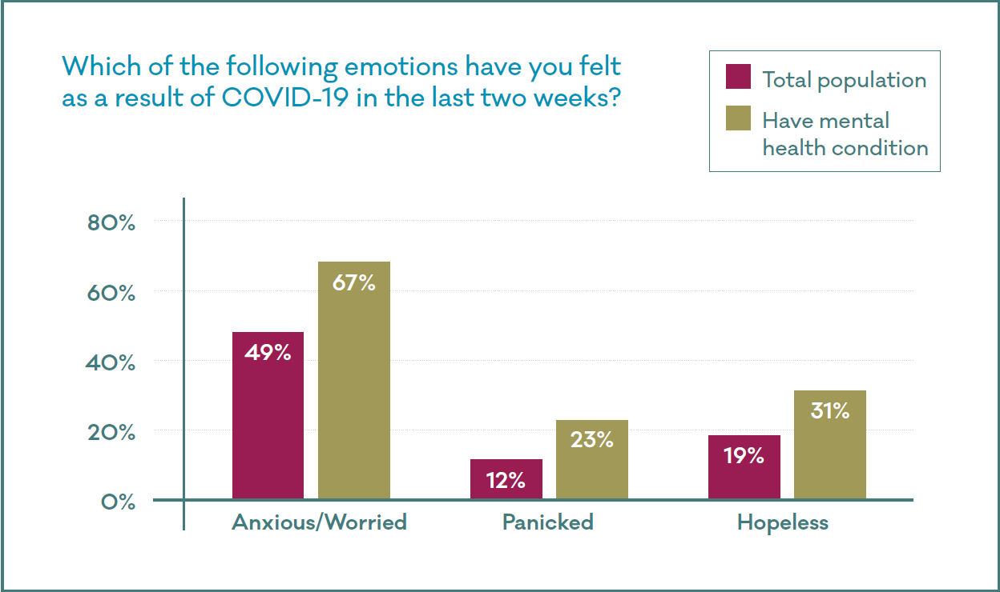 Which of the following emotions have you felt
as a result of COVID-19 in the last two weeks?
Total population
Have mental
health condition
80%
60%
40%
20%
0%
49%
67%
12%
23%
19%
31%
Anxious/Worried
Panicked
Hopeless